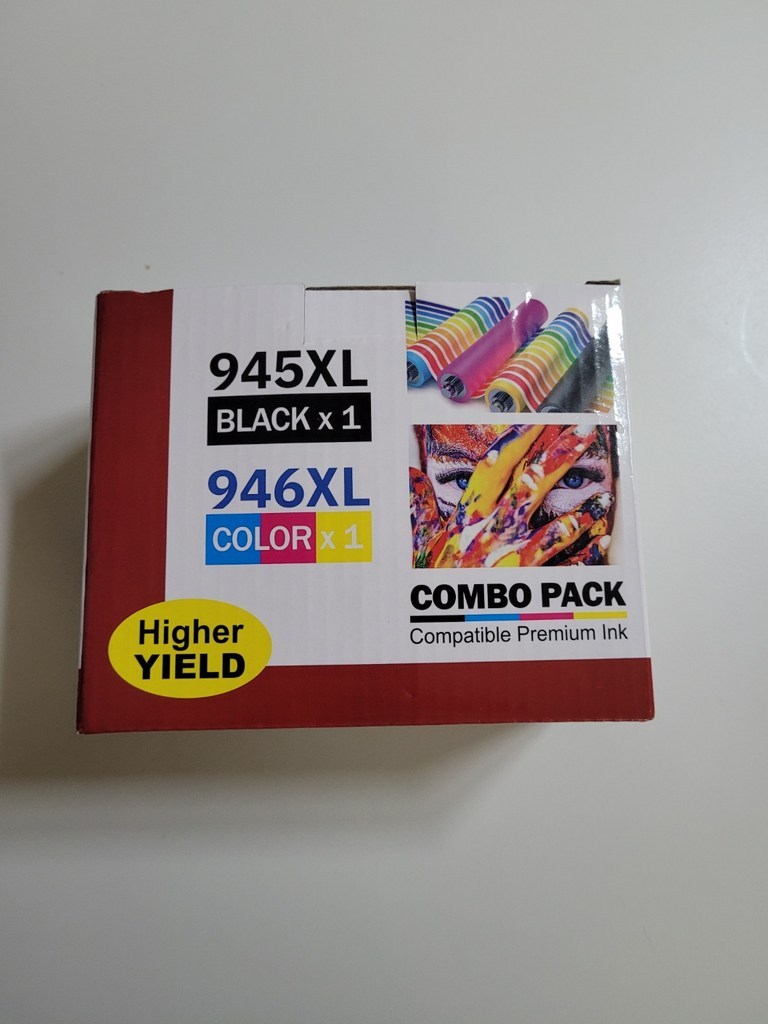 945XL
BLACK x 1
946XL
COLOR x 1
COMBO PACK
Compatible Premium Ink
Higher
YIELD